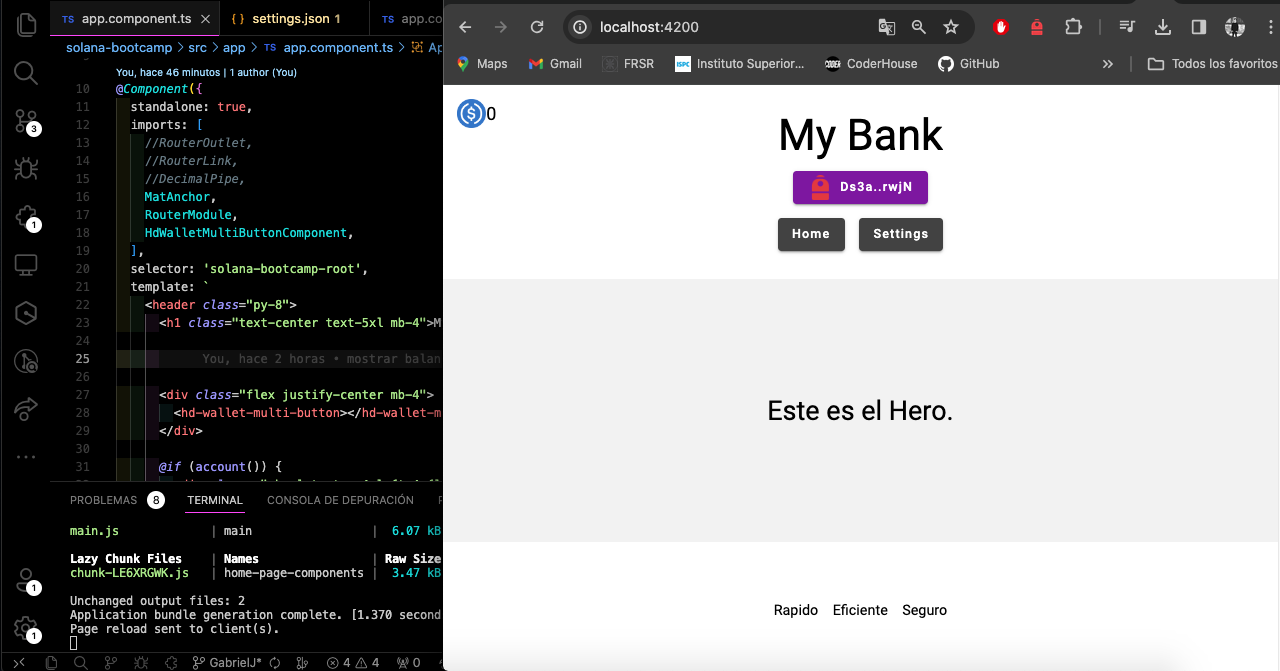 TS app.component.ts
{ } settings.json 1
TS app.co
solana-bootcamp > src > app > TS app.component.ts > Ap
You, hace 46 minutos | 1 author (You)
10 @Component({
11 standalone: true,
12 imports: [
13 //RouterOutlet,
14 //RouterLink,
15 //DecimalPipe,
16 MatAnchor,
17 RouterModule,
18 HdWalletMultiButtonComponent,
19 ],
20 selector: 'solana-bootcamp-root',
21 template: `
22 <header class="py-8">
23 <h1 class="text-center text-5xl mb-4">M
24
25 You, hace 2 horas • mostrar balan
26
27 <div class="flex justify-center mb-4">
28 <hd-wallet-multi-button></hd-wallet-m
29 </div>
30
31 @if (account()) {
3
1
PROBLEMAS 8 TERMINAL CONSOLA DE DEPURACIÓN
main.js | main | 6.07 kB
Lazy Chunk Files | Names | Raw Size
chunk-LE6XRGWK.js | home-page-components | 3.47 kB
Unchanged output files: 2
Application bundle generation complete. [1.370 second
Page reload sent to client(s).
1
1
GabrielJ* 4 4 0
localhost:4200
Maps Gmail FRSR ISPC Instituto Superior... CODER CoderHouse GitHub » Todos los favoritos
0
My Bank
Ds3a..rwjN
Home Settings
Este es el Hero.
Rapido Eficiente Seguro